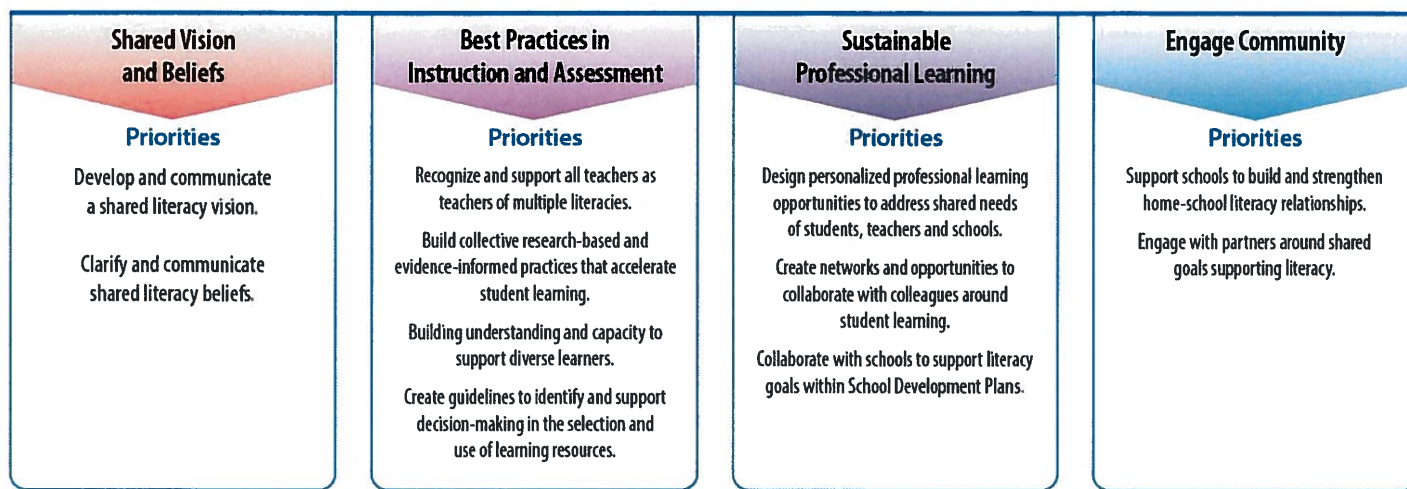 Shared Vision
and Beliefs
Priorities
Develop and communicate
a shared literacy vision.
Clarify and communicate
shared literacy beliefs.
Best Practices in
Instruction and Assessment
Priorities
Recognize and support all teachers as
teachers of multiple literacies.
Build collective research-based and
evidence-informed practices that accelerate
student learning.
Building understanding and capacity to
support diverse learners.
Create guidelines to identify and support
decision-making in the selection and
use of learning resources.
Sustainable
Professional Learning
Priorities
Design personalized professional learning
opportunities to address shared needs
of students, teachers and schools.
Create networks and opportunities to
collaborate with colleagues around
student learning.
Collaborate with schools to support literacy
goals within School Development Plans.
Engage Community
Priorities
Support schools to build and strengthen
home-school literacy relationships.
Engage with partners around shared
goals supporting literacy.